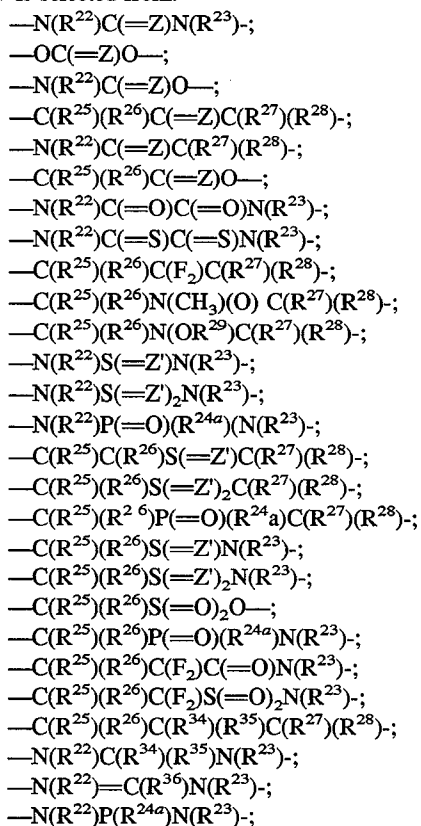 —N(R²²)C(=Z)N(R²³)-;
—OC(=Z)O—;
—N(R²²)C(=Z)O—;
—C(R²⁵)(R²⁶)C(=Z)C(R²⁷)(R²⁸)-;
—N(R²²)C(=Z)C(R²⁷)(R²⁸)-;
—C(R²⁵)(R²⁶)C(=Z)O—;
—N(R²²)C(=O)C(=O)N(R²³)-;
—N(R²²)C(=S)C(=S)N(R²³)-;
—C(R²⁵)(R²⁶)C(F₂)C(R²⁷)(R²⁸)-;
—C(R²⁵)(R²⁶)N(CH₃)(O) C(R²⁷)(R²⁸)-;
—C(R²⁵)(R²⁶)N(OR²⁹)C(R²⁷)(R²⁸)-;
—N(R²²)S(=Z')N(R²³)-;
—N(R²²)S(=Z')₂N(R²³)-;
—N(R²²)P(=O)(R²⁴ᵃ)(N(R²³)-;
—C(R²⁵)C(R²⁶)S(=Z')C(R²⁷)(R²⁸)-;
—C(R²⁵)(R²⁶)S(=Z')₂C(R²⁷)(R²⁸)-;
—C(R²⁵)(R² ⁶)P(=O)(R²⁴a)C(R²⁷)(R²⁸)-;
—C(R²⁵)(R²⁶)S(=Z')N(R²³)-;
—C(R²⁵)(R²⁶)S(=Z')₂N(R²³)-;
—C(R²⁵)(R²⁶)S(=O)₂O—;
—C(R²⁵)(R²⁶)P(=O)(R²⁴ᵃ)N(R²³)-;
—C(R²⁵)(R²⁶)C(F₂)C(=O)N(R²³)-;
—C(R²⁵)(R²⁶)C(F₂)S(=O)₂N(R²³)-;
—C(R²⁵)(R²⁶)C(R³⁴)(R³⁵)C(R²⁷)(R²⁸)-;
—N(R²²)C(R³⁴)(R³⁵)N(R²³)-;
—N(R²²)=C(R³⁶)N(R²³)-;
—N(R²²)P(R²⁴ᵃ)N(R²³)-;